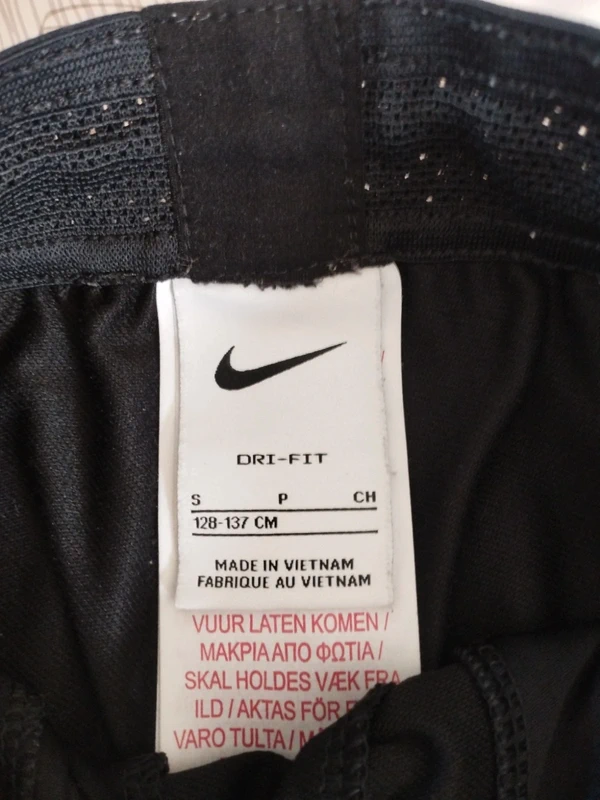 DRI-FIT
S P CH
128-137 CM
MADE IN VIETNAM
FABRIQUE AU VIETNAM
VUUR LATEN KOMEN /
ΜΑΚΡΙΑ ΑΠΟ ΦΩΤΙΑ /
SKAL HOLDES VÆK FRA
ILD / AKTAS FÖR
VARO TULTA /